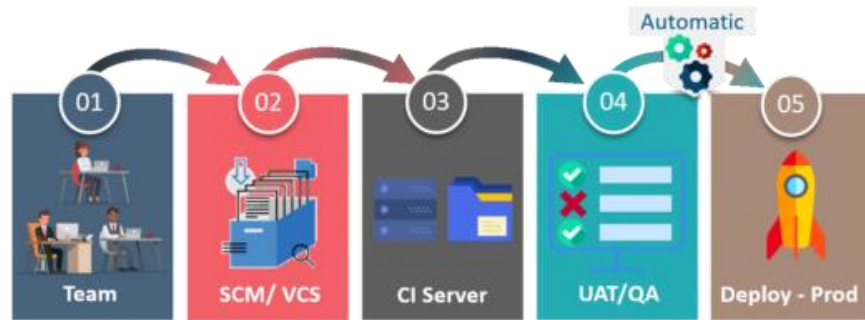 Automatic
01
02
03
04
05
Team
SCM/ VCS
CI Server
UAT/QA
Deploy - Prod